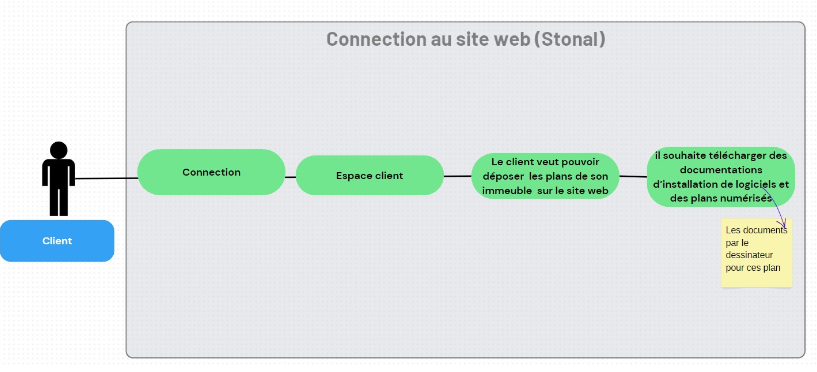 Connection au site web (Stonal)
Connection
Espace client
Le client veut pouvoir
déposer les plans de son
immeuble sur le site web
il souhaite télécharger des
documentations
d'installation de logiciels et
des plans numérisés
Client
Les documents
par le
dessinateur
pour ces plan